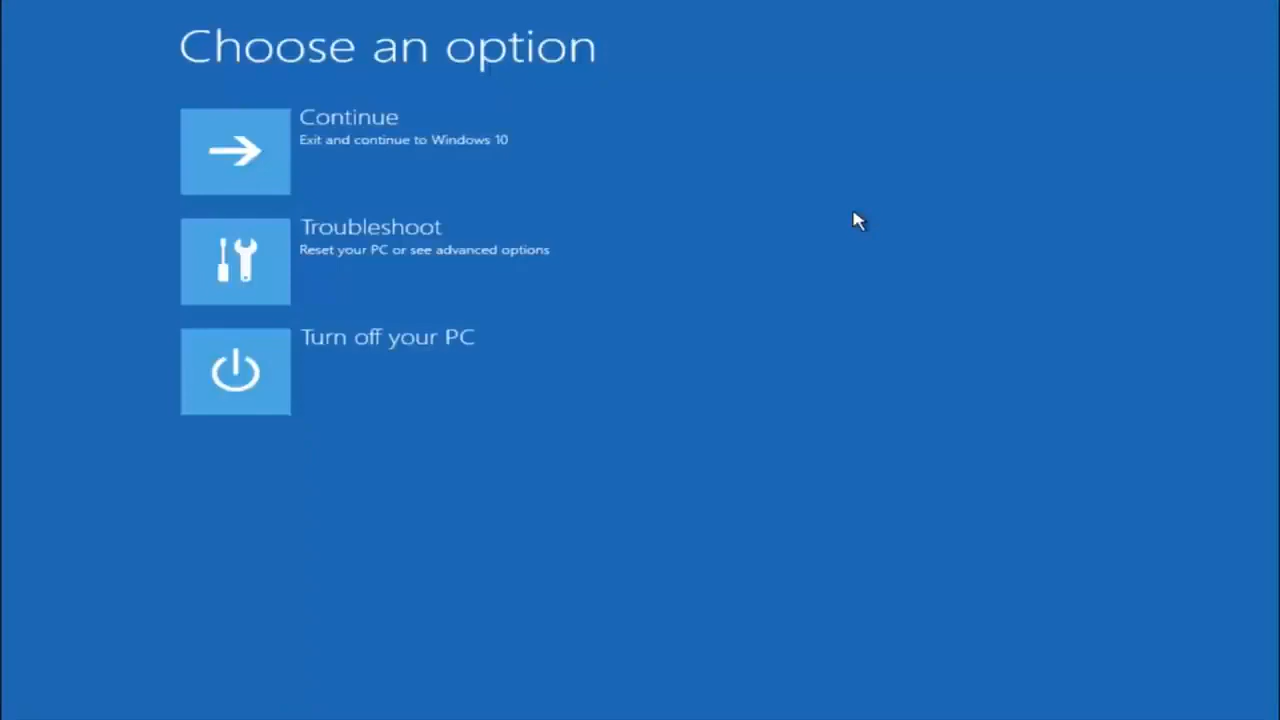 Choose an option
Continue
Exit and continue to Windows 10
Troubleshoot
Reset your PC or see advanced options
Turn off your PC